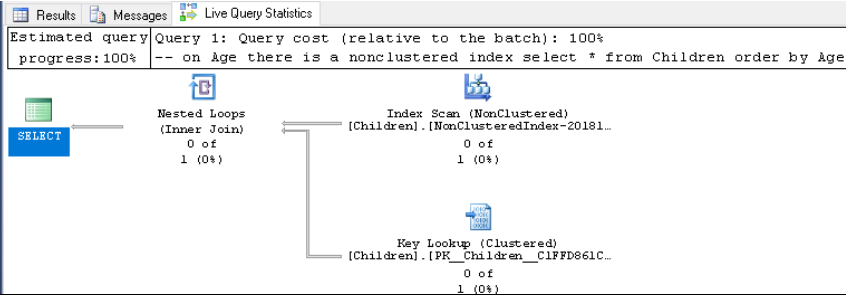 Results Messages Live Query Statistics
Estimated query Query 1: Query cost (relative to the batch): 100%
progress:100% -- on Age there is a nonclustered index select * from Children order by Age
SELECT
Nested Loops
(Inner Join)
0 of
1 (0%)
Index Scan (NonClustered)
[Children].[NonClusteredIndex-20181…
0 of
1 (0%)
Key Lookup (Clustered)
[Children].[PK__Children__C1FFD861C…
0 of
1 (0%)